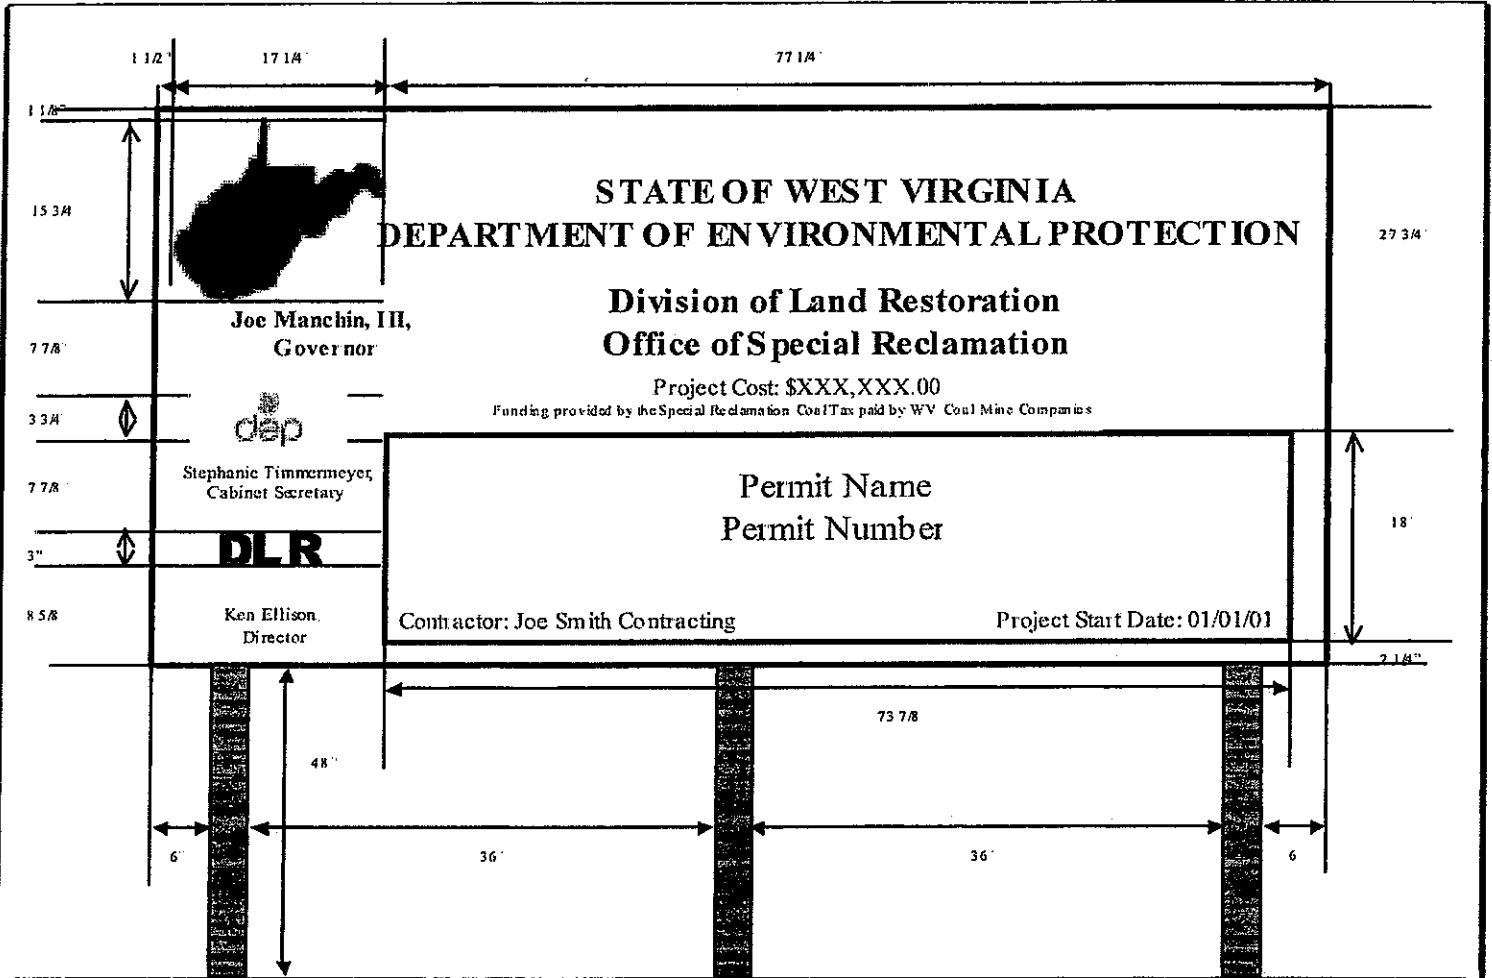 1 1/2"
17 1/4"
77 1/4"
1 1/8"
15 3/4
27 3/4"
STATE OF WEST VIRGINIA
DEPARTMENT OF ENVIRONMENTAL PROTECTION
Division of Land Restoration
Office of Special Reclamation
Joe Manchin, III,
Governor
7 7/8"
Project Cost: $XXX,XXX.00
Funding provided by the Special Reclamation Coal Tax paid by WV Coal Mine Companies
3 3/4"
dep
Stephanie Timmermeyer,
Cabinet Secretary
7 7/8"
Permit Name
Permit Number
18"
3"
DLR
8 5/8
Ken Ellison,
Director
Contractor: Joe Smith Contracting
Project Start Date: 01/01/01
2 1/4"
73 7/8
48"
6"
36"
36"
6